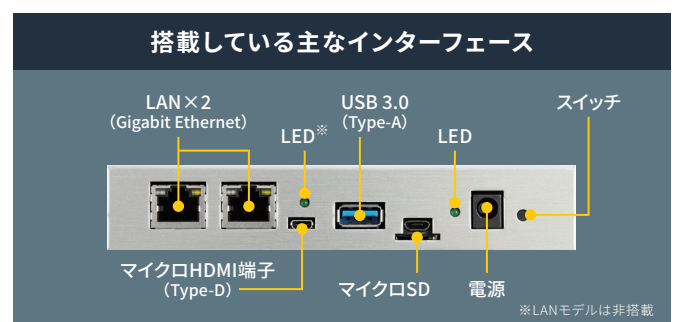 搭載している主なインターフェース
LAN×2
（Gigabit Ethernet）
LED※
USB 3.0
（Type-A）
LED
スイッチ
マイクロHDMI端子
（Type-D）
マイクロSD
電源
※LANモデルは非搭載